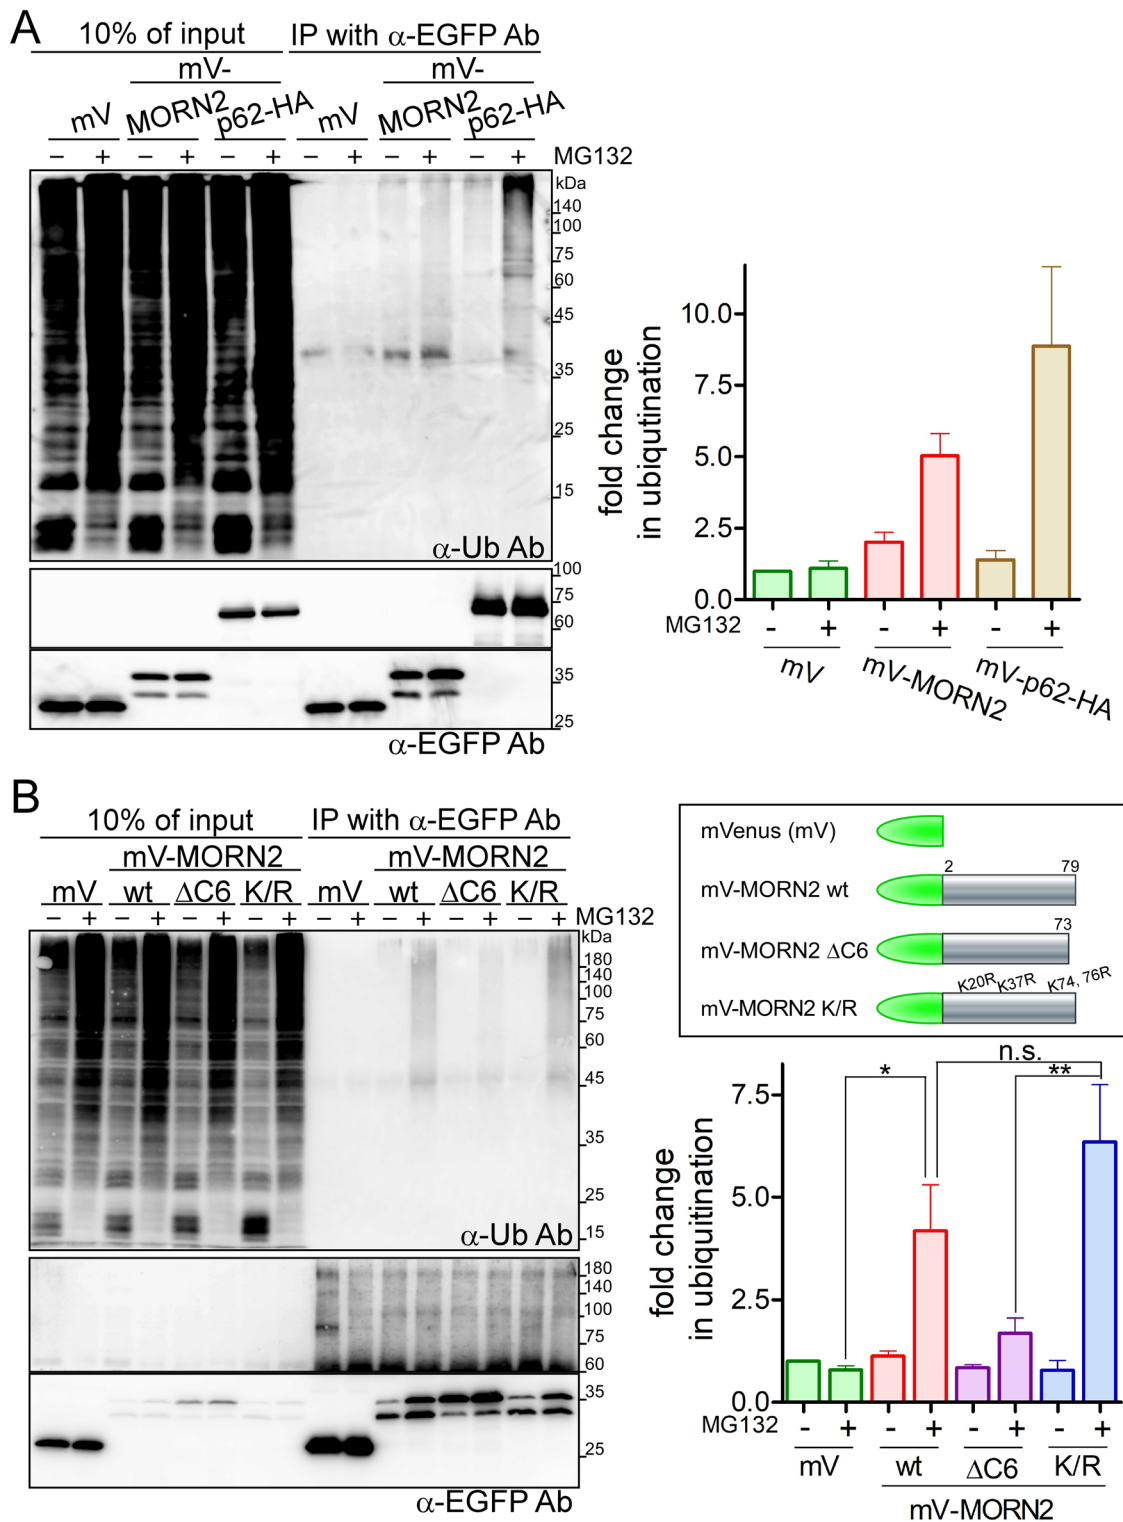 A
10% of input IP with α-EGFP Ab
mV- mV-
mV MORN2 p62-HA mV MORN2 p62-HA
– + – + – + – + – + – + MG132
kDa
140
100
75
60
45
35
25
15
α-Ub Ab
100
75
60
35
25
α-EGFP Ab
fold change
in ubiqutination
10.0
7.5
5.0
2.5
0.0
MG132 - + - + - +
mV mV-MORN2 mV-p62-HA
B
10% of input IP with α-EGFP Ab
mV-MORN2 mV-MORN2
mV wt ΔC6 K/R mV wt ΔC6 K/R
– + – + – + – + – + – + – + – + MG132
kDa
180
140
100
75
60
45
35
25
15
α-Ub Ab
180
140
100
75
60
35
25
α-EGFP Ab
mVenus (mV)
2 79
mV-MORN2 wt
73
mV-MORN2 ΔC6
K20R K37R K74, 76R
mV-MORN2 K/R
n.s.
* **
fold change
in ubiquitination
7.5
5.0
2.5
0.0
MG132 - + - + - + - +
mV wt ΔC6 K/R
mV-MORN2